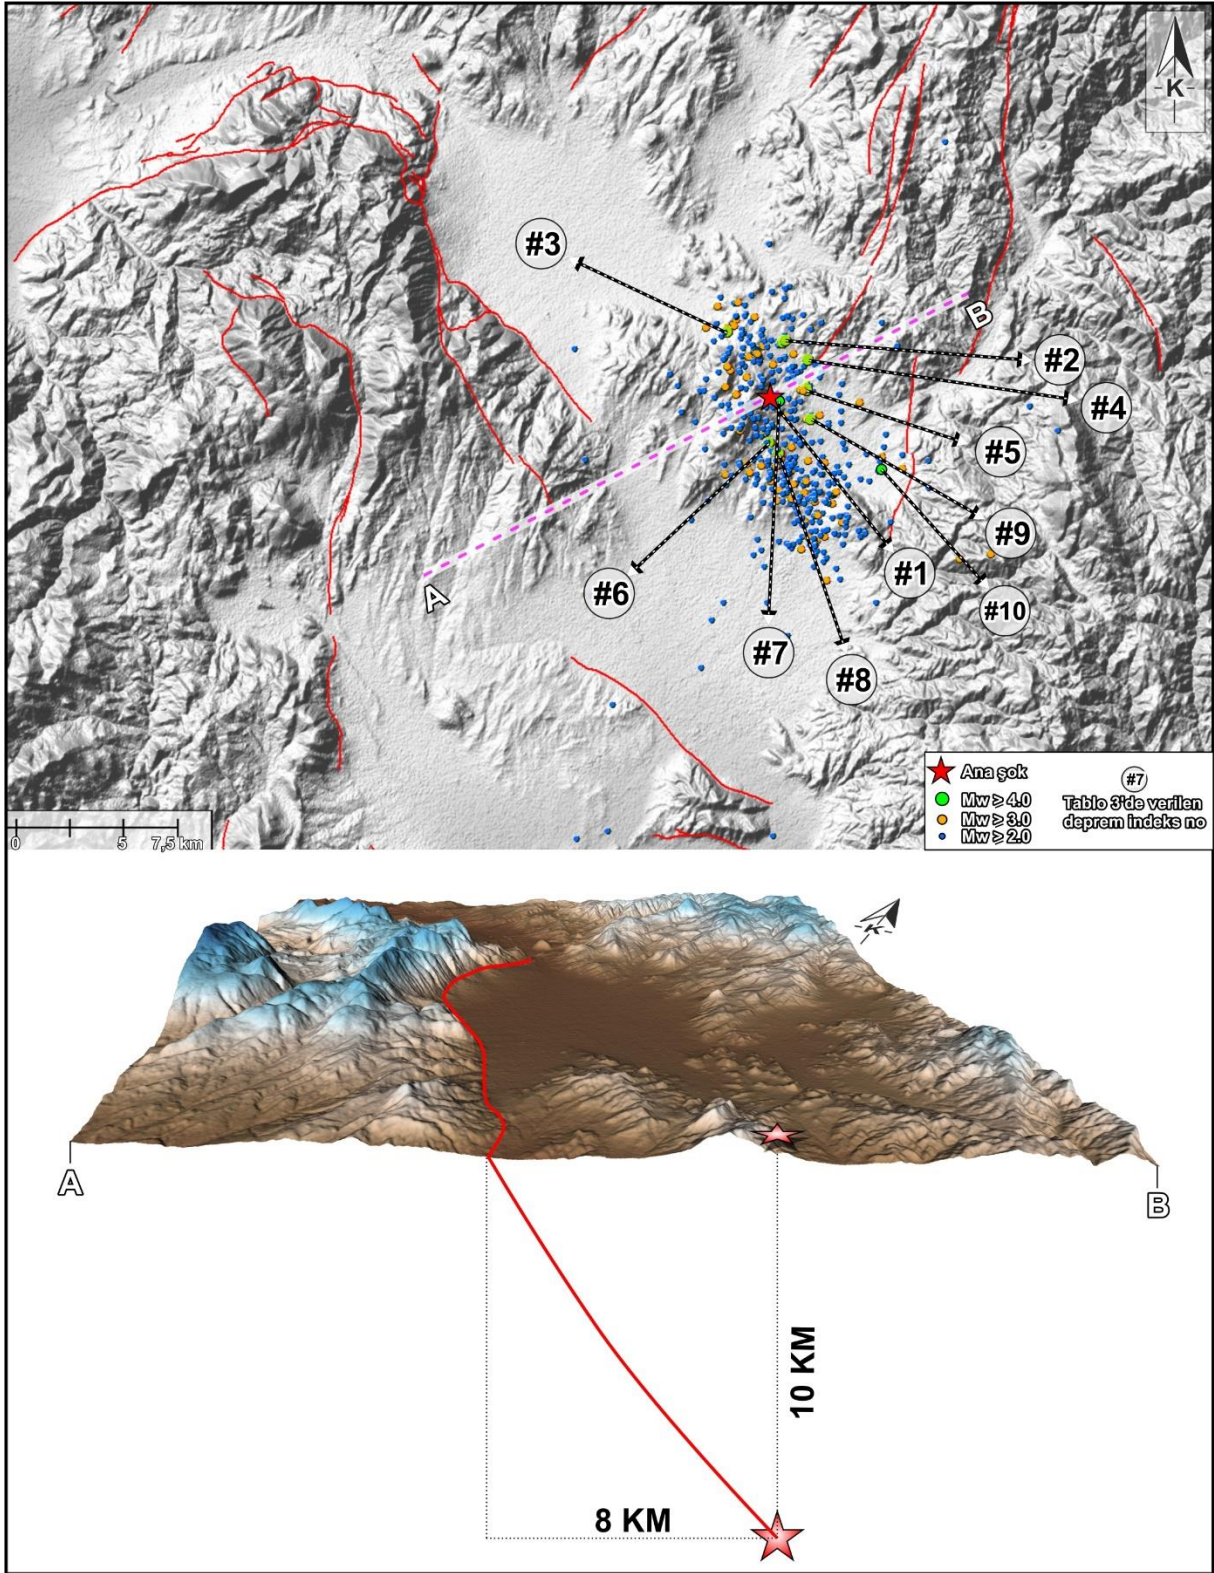 K
#3
B
#2
#4
#5
#9
#1
#6
#10
A
#7
#8
Ana şok
Mw ≥ 4.0
Mw ≥ 3.0
Mw ≥ 2.0
#7
Tablo 3'de verilen
deprem indeks no
0 5 7,5 km
K
A
B
10 KM
8 KM